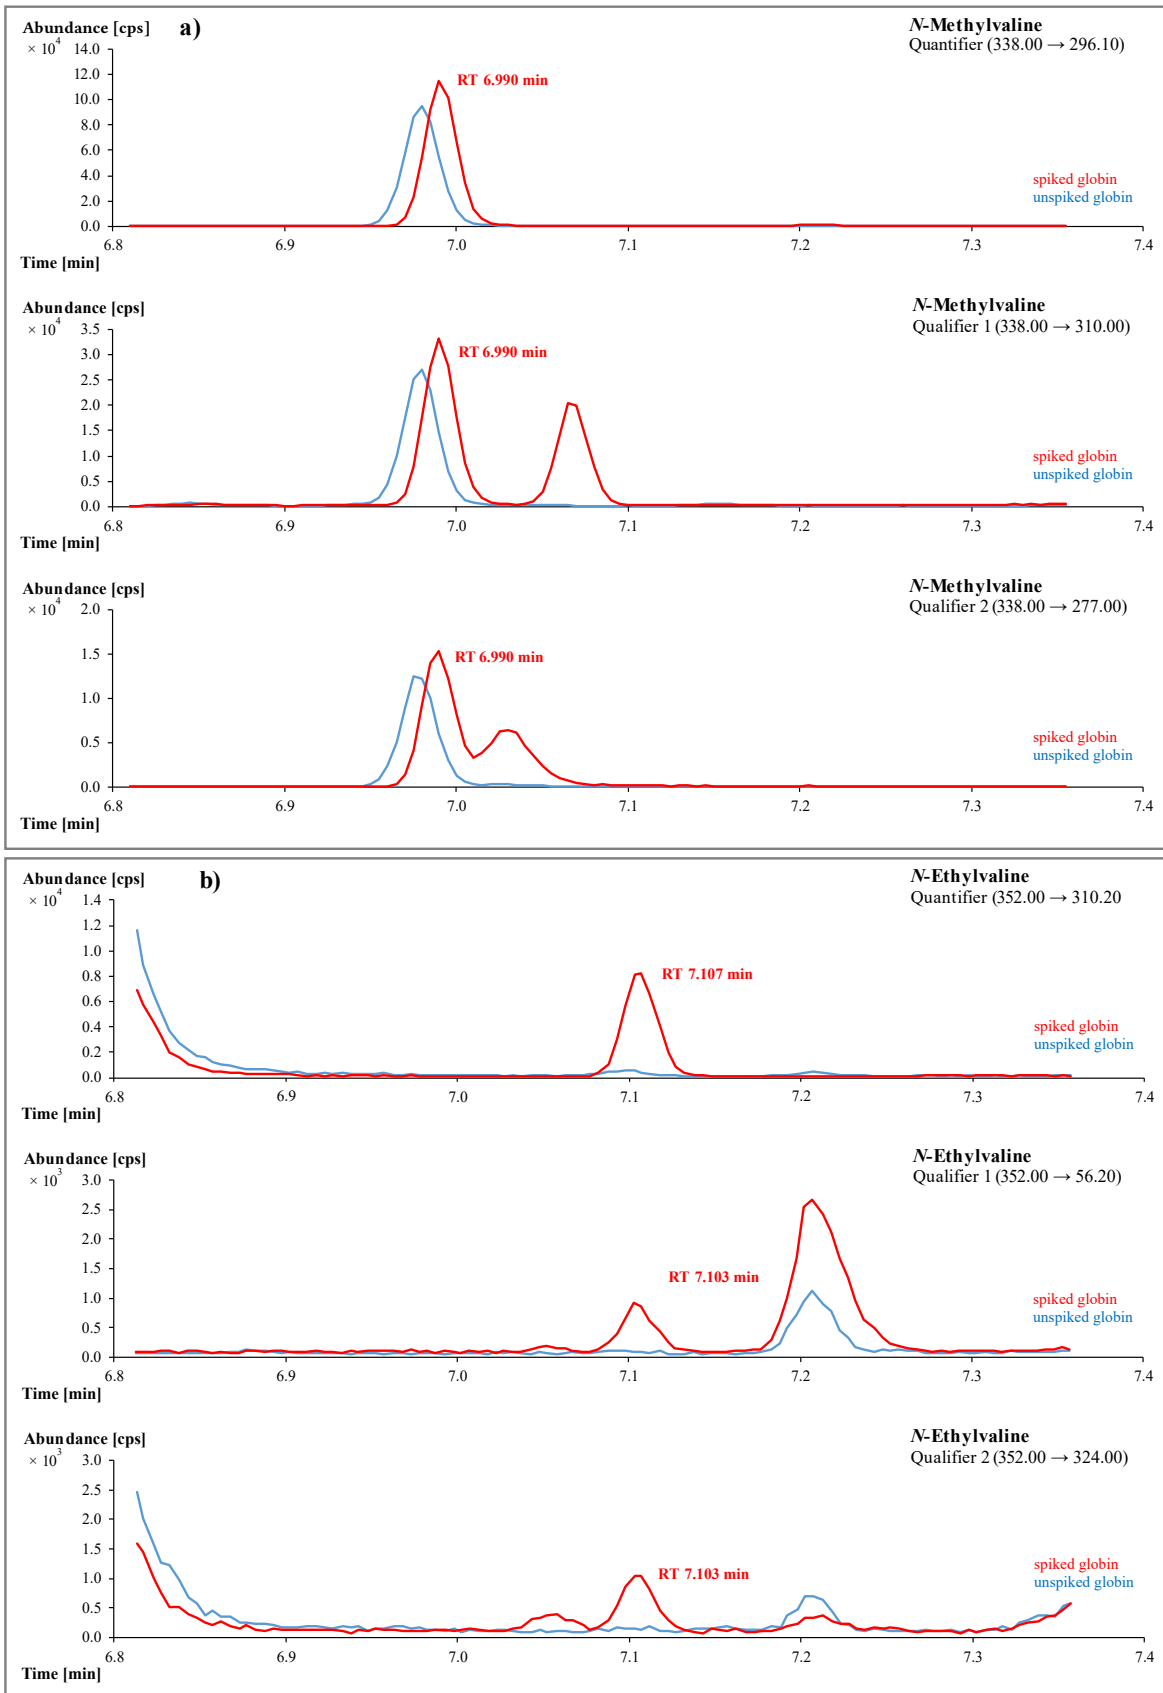 Abundance [cps]
a)
N-Methylvaline
Quantifier (338.00 → 296.10)
× 10^4
14.0
12.0
10.0
8.0
6.0
4.0
2.0
0.0
RT 6.990 min
spiked globin
unspiked globin
6.8 6.9 7.0 7.1 7.2 7.3 7.4
Time [min]
Abundance [cps]
N-Methylvaline
Qualifier 1 (338.00 → 310.00)
× 10^4
3.5
3.0
2.5
2.0
1.5
1.0
0.5
0.0
RT 6.990 min
spiked globin
unspiked globin
6.8 6.9 7.0 7.1 7.2 7.3 7.4
Time [min]
Abundance [cps]
N-Methylvaline
Qualifier 2 (338.00 → 277.00)
× 10^4
2.0
1.5
1.0
0.5
0.0
RT 6.990 min
spiked globin
unspiked globin
6.8 6.9 7.0 7.1 7.2 7.3 7.4
Time [min]
Abundance [cps]
b)
N-Ethylvaline
Quantifier (352.00 → 310.20
× 10^4
1.4
1.2
1.0
0.8
0.6
0.4
0.2
0.0
RT 7.107 min
spiked globin
unspiked globin
6.8 6.9 7.0 7.1 7.2 7.3 7.4
Time [min]
Abundance [cps]
N-Ethylvaline
Qualifier 1 (352.00 → 56.20)
× 10^3
3.0
2.5
2.0
1.5
1.0
0.5
0.0
RT 7.103 min
spiked globin
unspiked globin
6.8 6.9 7.0 7.1 7.2 7.3 7.4
Time [min]
Abundance [cps]
N-Ethylvaline
Qualifier 2 (352.00 → 324.00)
× 10^3
3.0
2.5
2.0
1.5
1.0
0.5
0.0
RT 7.103 min
spiked globin
unspiked globin
6.8 6.9 7.0 7.1 7.2 7.3 7.4
Time [min]